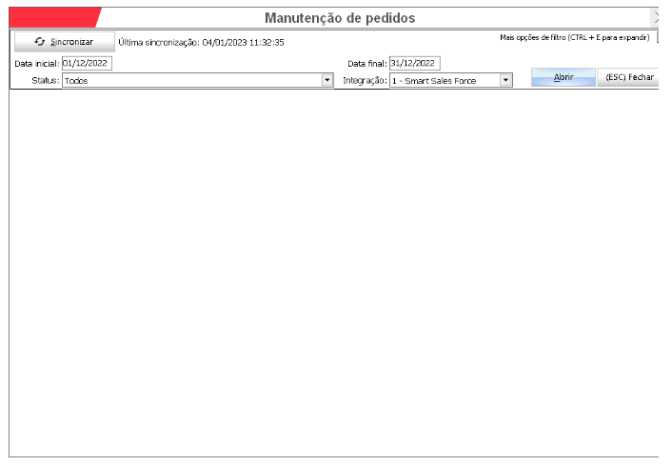 Manutenção de pedidos
Sincronizar Última sincronização: 04/01/2023 11:32:35 Mais opções de filtro (CTRL + E para expandir)
Data inicial: 01/12/2022 Data final: 31/12/2022
Status: Todos Integração: 1 - Smart Sales Force Abrir (ESC) Fechar